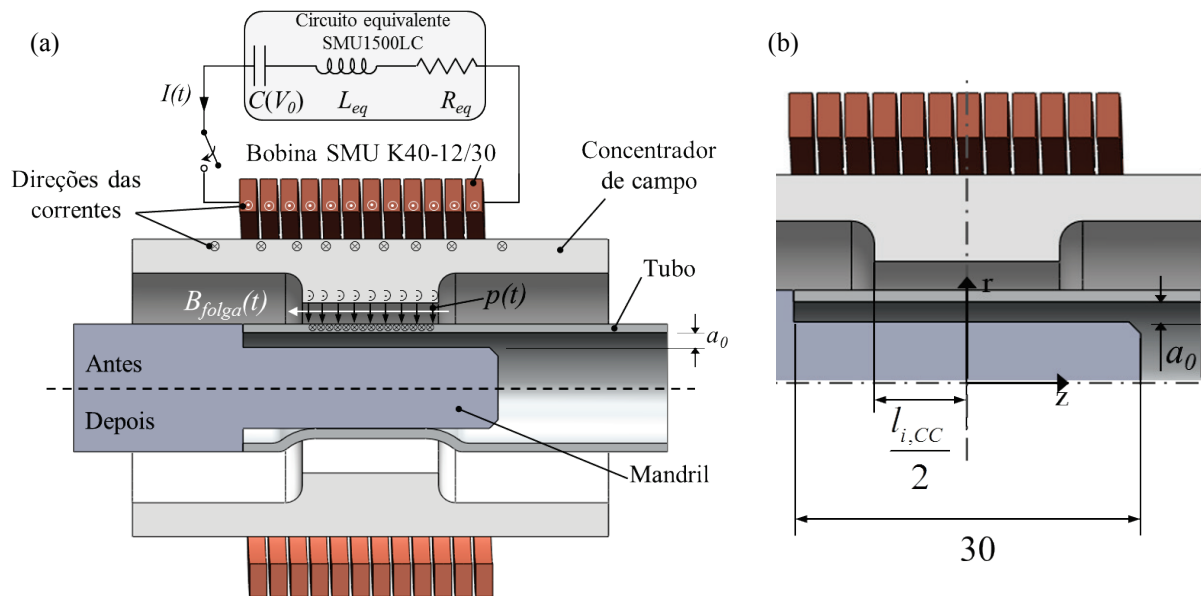 (a)
Circuito equivalente
SMU1500LC
I(t)
C(V0)
Leq
Req
Bobina SMU K40-12/30
Direções das
correntes
Concentrador
de campo
Tubo
Bfolga(t)
p(t)
a0
Antes
Depois
Mandril
(b)
r
a0
z
li,CC
2
30